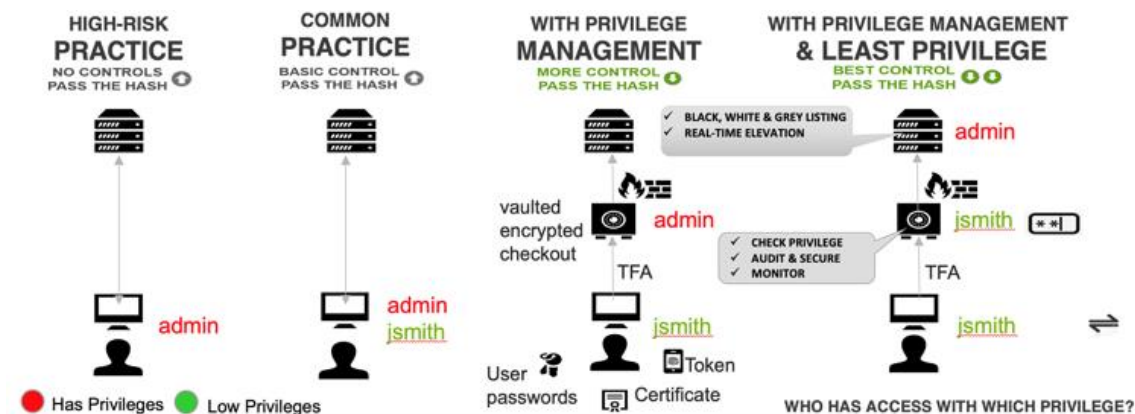 HIGH-RISK
PRACTICE
NO CONTROLS
PASS THE HASH
admin
COMMON
PRACTICE
BASIC CONTROL
PASS THE HASH
admin
jsmith
WITH PRIVILEGE
MANAGEMENT
MORE CONTROL
PASS THE HASH
vaulted
encrypted
checkout
admin
TFA
jsmith
User
passwords
Token
Certificate
WITH PRIVILEGE MANAGEMENT
& LEAST PRIVILEGE
BEST CONTROL
PASS THE HASH
✓ BLACK, WHITE & GREY LISTING
✓ REAL-TIME ELEVATION
admin
jsmith
**|
✓ CHECK PRIVILEGE
✓ AUDIT & SECURE
✓ MONITOR
TFA
jsmith
Has Privileges
Low Privileges
WHO HAS ACCESS WITH WHICH PRIVILEGE?